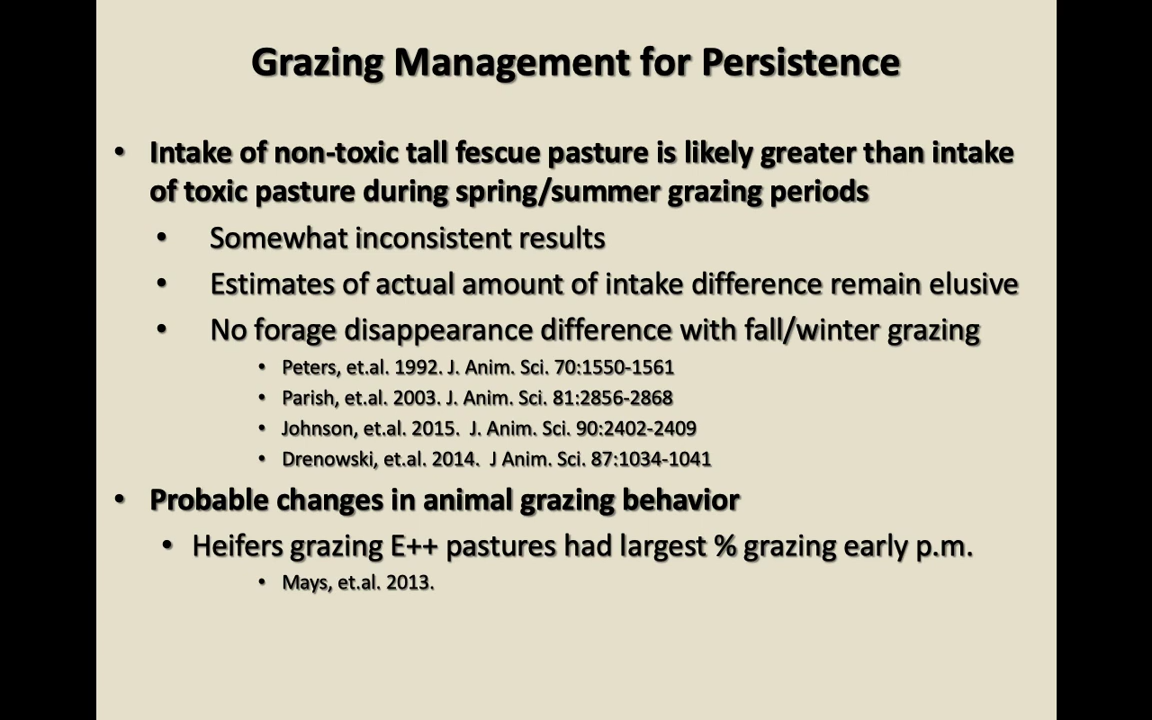 Grazing Management for Persistence
• Intake of non-toxic tall fescue pasture is likely greater than intake
of toxic pasture during spring/summer grazing periods
• Somewhat inconsistent results
• Estimates of actual amount of intake difference remain elusive
• No forage disappearance difference with fall/winter grazing
• Peters, et.al. 1992. J. Anim. Sci. 70:1550-1561
• Parish, et.al. 2003. J. Anim. Sci. 81:2856-2868
• Johnson, et.al. 2015.  J. Anim. Sci. 90:2402-2409
• Drenowski, et.al. 2014.  J Anim. Sci. 87:1034-1041
• Probable changes in animal grazing behavior
• Heifers grazing E++ pastures had largest % grazing early p.m.
• Mays, et.al. 2013.